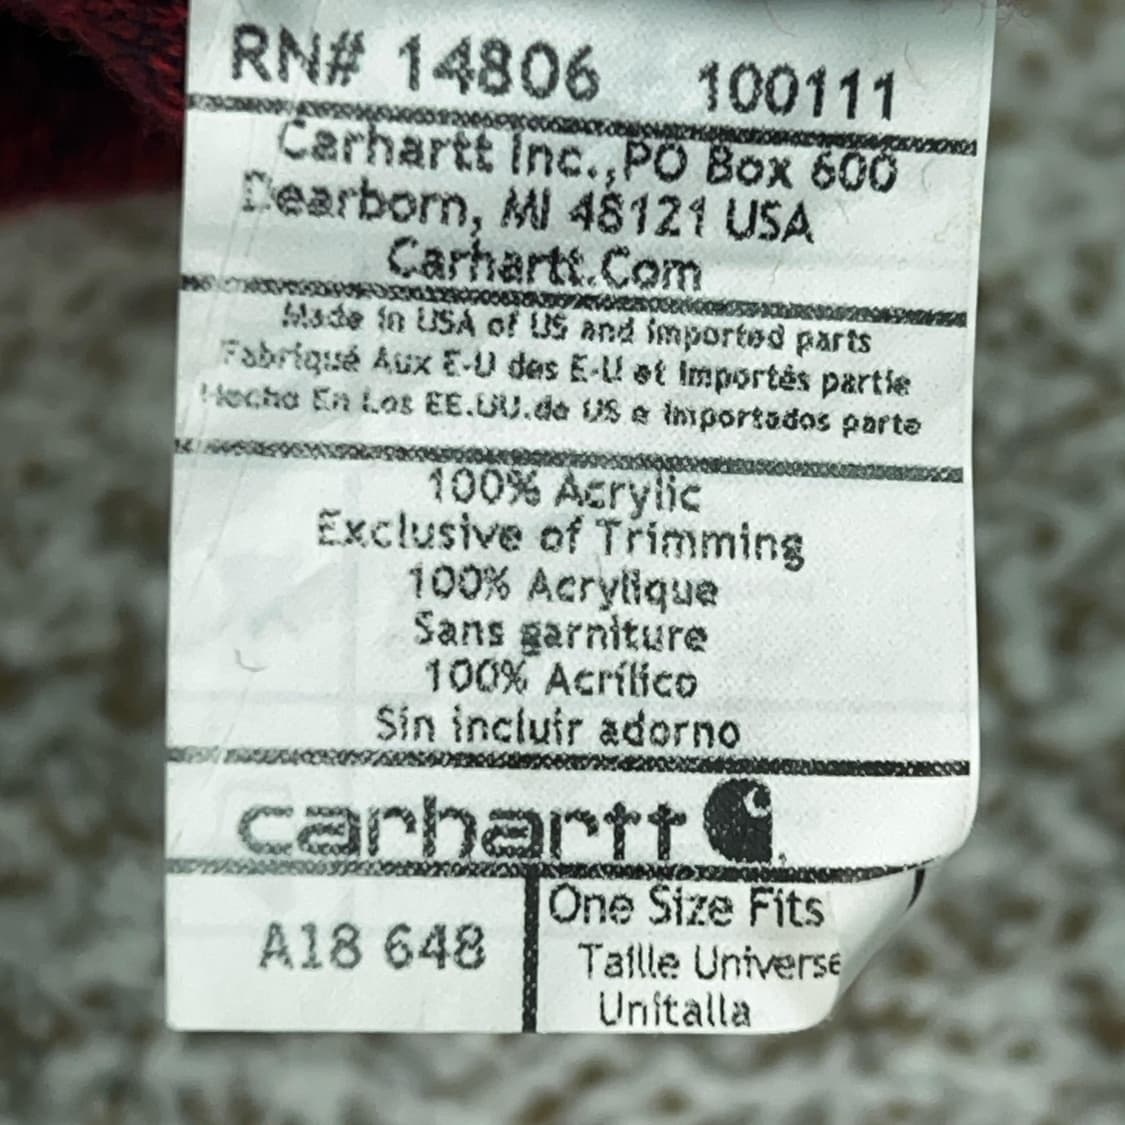 RN# 14806 100111
Carhartt Inc.,PO Box 600
Dearborn, MI 48121 USA
Carhartt.Com
Made in USA of US and imported parts
Fabriqué Aux E-U des E-U et importés partie
Hecho En Los EE.UU.de US e importados parte
100% Acrylic
Exclusive of Trimming
100% Acrylique
Sans garniture
100% Acrílico
Sin incluir adorno
carhartt
A18 648
One Size Fits
Taille Universe
Unitalla